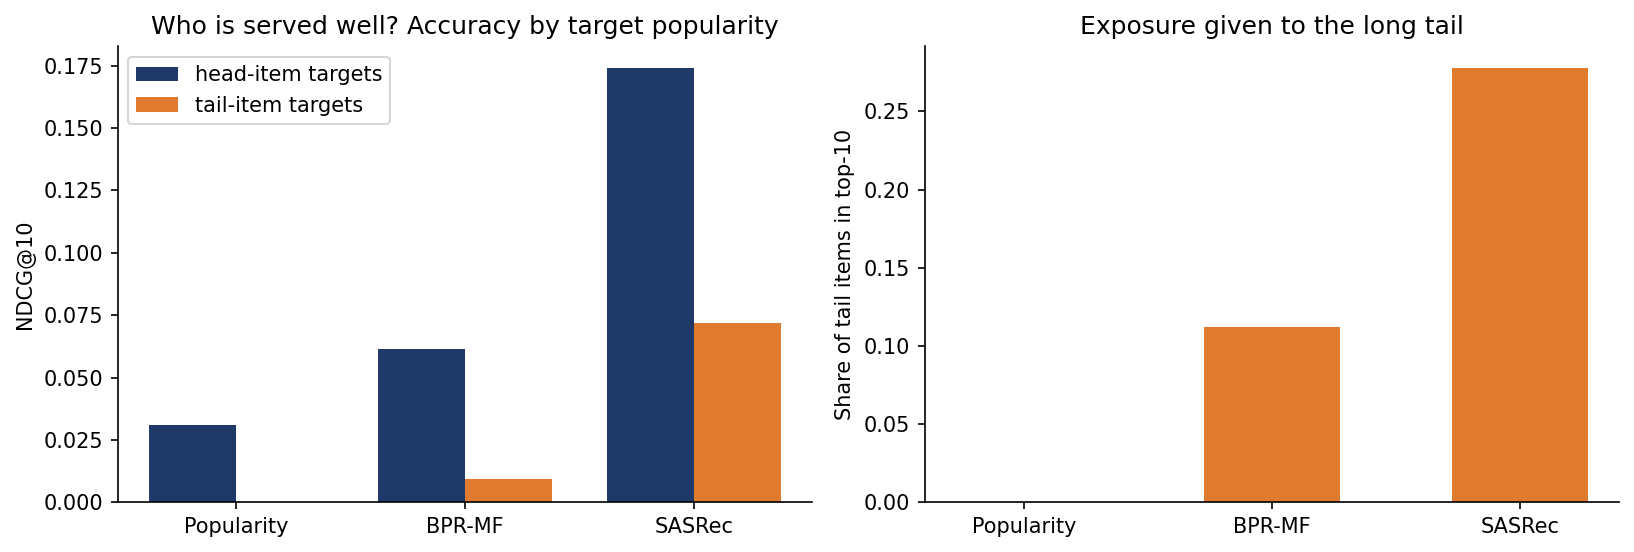 Who is served well? Accuracy by target popularity
head-item targets
tail-item targets
NDCG@10
0.175
0.150
0.125
0.100
0.075
0.050
0.025
0.000
Popularity
BPR-MF
SASRec
Exposure given to the long tail
Share of tail items in top-10
0.25
0.20
0.15
0.10
0.05
0.00
Popularity
BPR-MF
SASRec